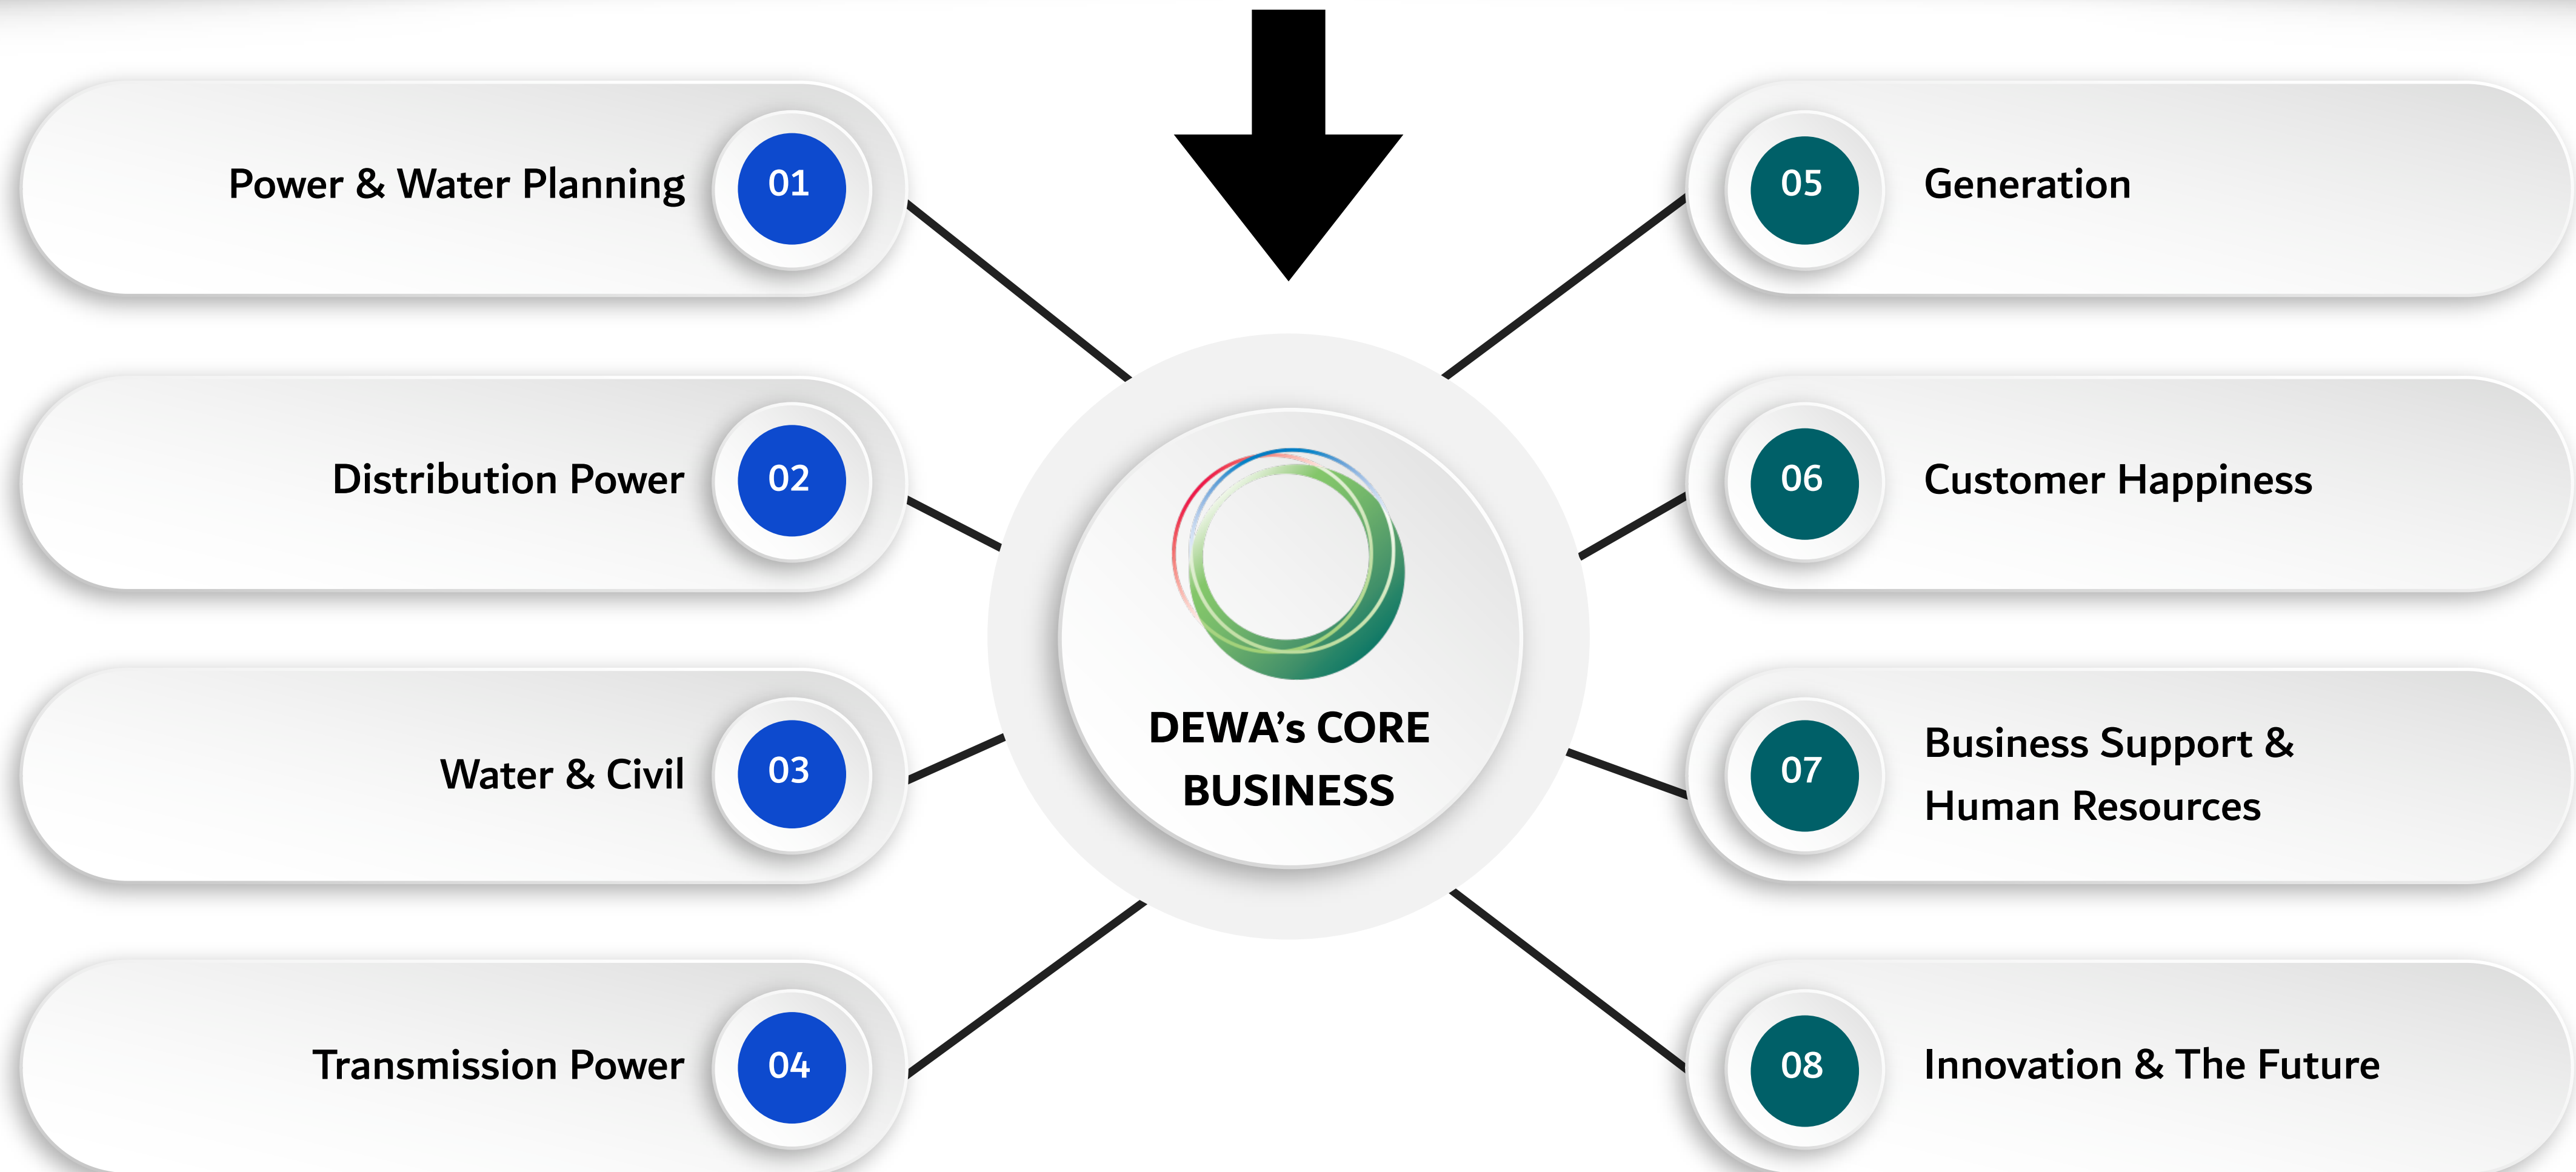 Power & Water Planning
01
Distribution Power
02
Water & Civil
03
Transmission Power
04
DEWA’s CORE
BUSINESS
05
Generation
06
Customer Happiness
07
Business Support &
Human Resources
08
Innovation & The Future